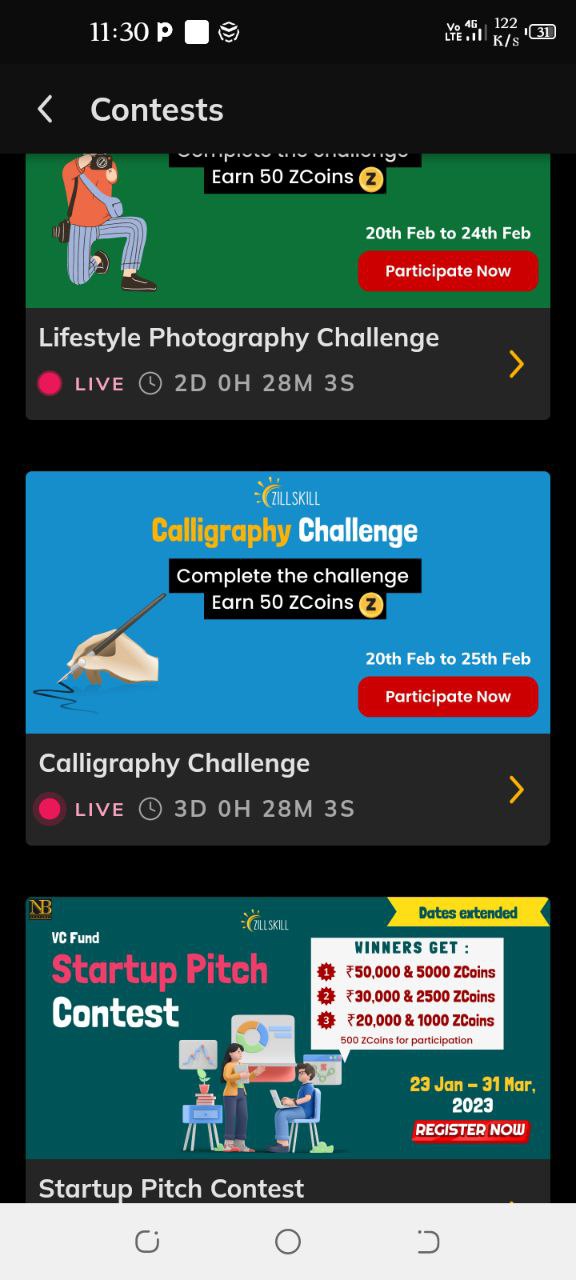 11:30
Vo LTE 4G 122 K/s 31
Contests
Complete the challenge
Earn 50 ZCoins Z
20th Feb to 24th Feb
Participate Now
Lifestyle Photography Challenge
LIVE 2D 0H 28M 3S
ZILLSKILL
Calligraphy Challenge
Complete the challenge
Earn 50 ZCoins Z
20th Feb to 25th Feb
Participate Now
Calligraphy Challenge
LIVE 3D 0H 28M 3S
NB
ZILLSKILL
Dates extended
VC Fund
Startup Pitch
Contest
WINNERS GET :
1 ₹50,000 & 5000 ZCoins
2 ₹30,000 & 2500 ZCoins
3 ₹20,000 & 1000 ZCoins
500 ZCoins for participation
23 Jan – 31 Mar,
2023
REGISTER NOW
Startup Pitch Contest